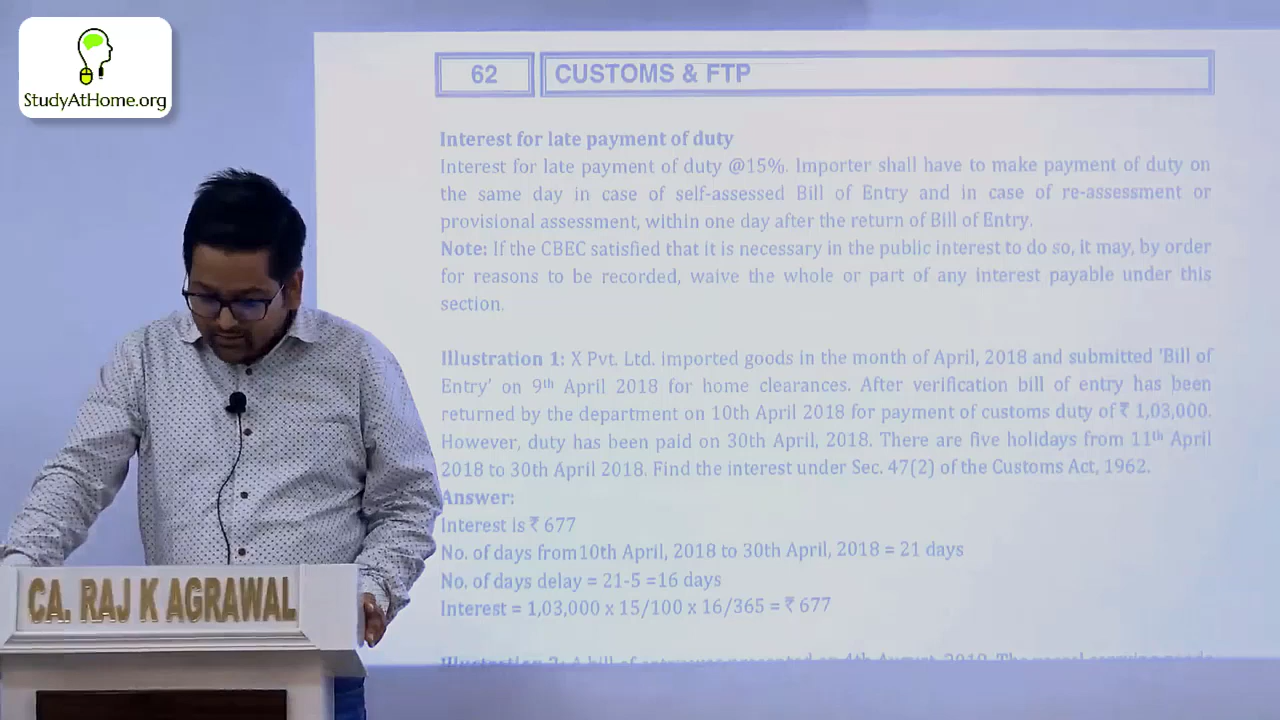 StudyAtHome.org
62
CUSTOMS & FTP
Interest for late payment of duty
Interest for late payment of duty @15%. Importer shall have to make payment of duty on
the same day in case of self-assessed Bill of Entry and in case of re-assessment or
provisional assessment, within one day after the return of Bill of Entry.
Note: If the CBEC satisfied that it is necessary in the public interest to do so, it may, by order
for reasons to be recorded, waive the whole or part of any interest payable under this
section.
Illustration 1: X Pvt. Ltd. imported goods in the month of April, 2018 and submitted 'Bill of
Entry' on 9th April 2018 for home clearances. After verification bill of entry has been
returned by the department on 10th April 2018 for payment of customs duty of ₹ 1,03,000.
However, duty has been paid on 30th April, 2018. There are five holidays from 11th April
2018 to 30th April 2018. Find the interest under Sec. 47(2) of the Customs Act, 1962.
Answer:
Interest is ₹ 677
No. of days from10th April, 2018 to 30th April, 2018 = 21 days
No. of days delay = 21-5 =16 days
Interest = 1,03,000 x 15/100 x 16/365 = ₹ 677
CA. RAJ K AGRAWAL